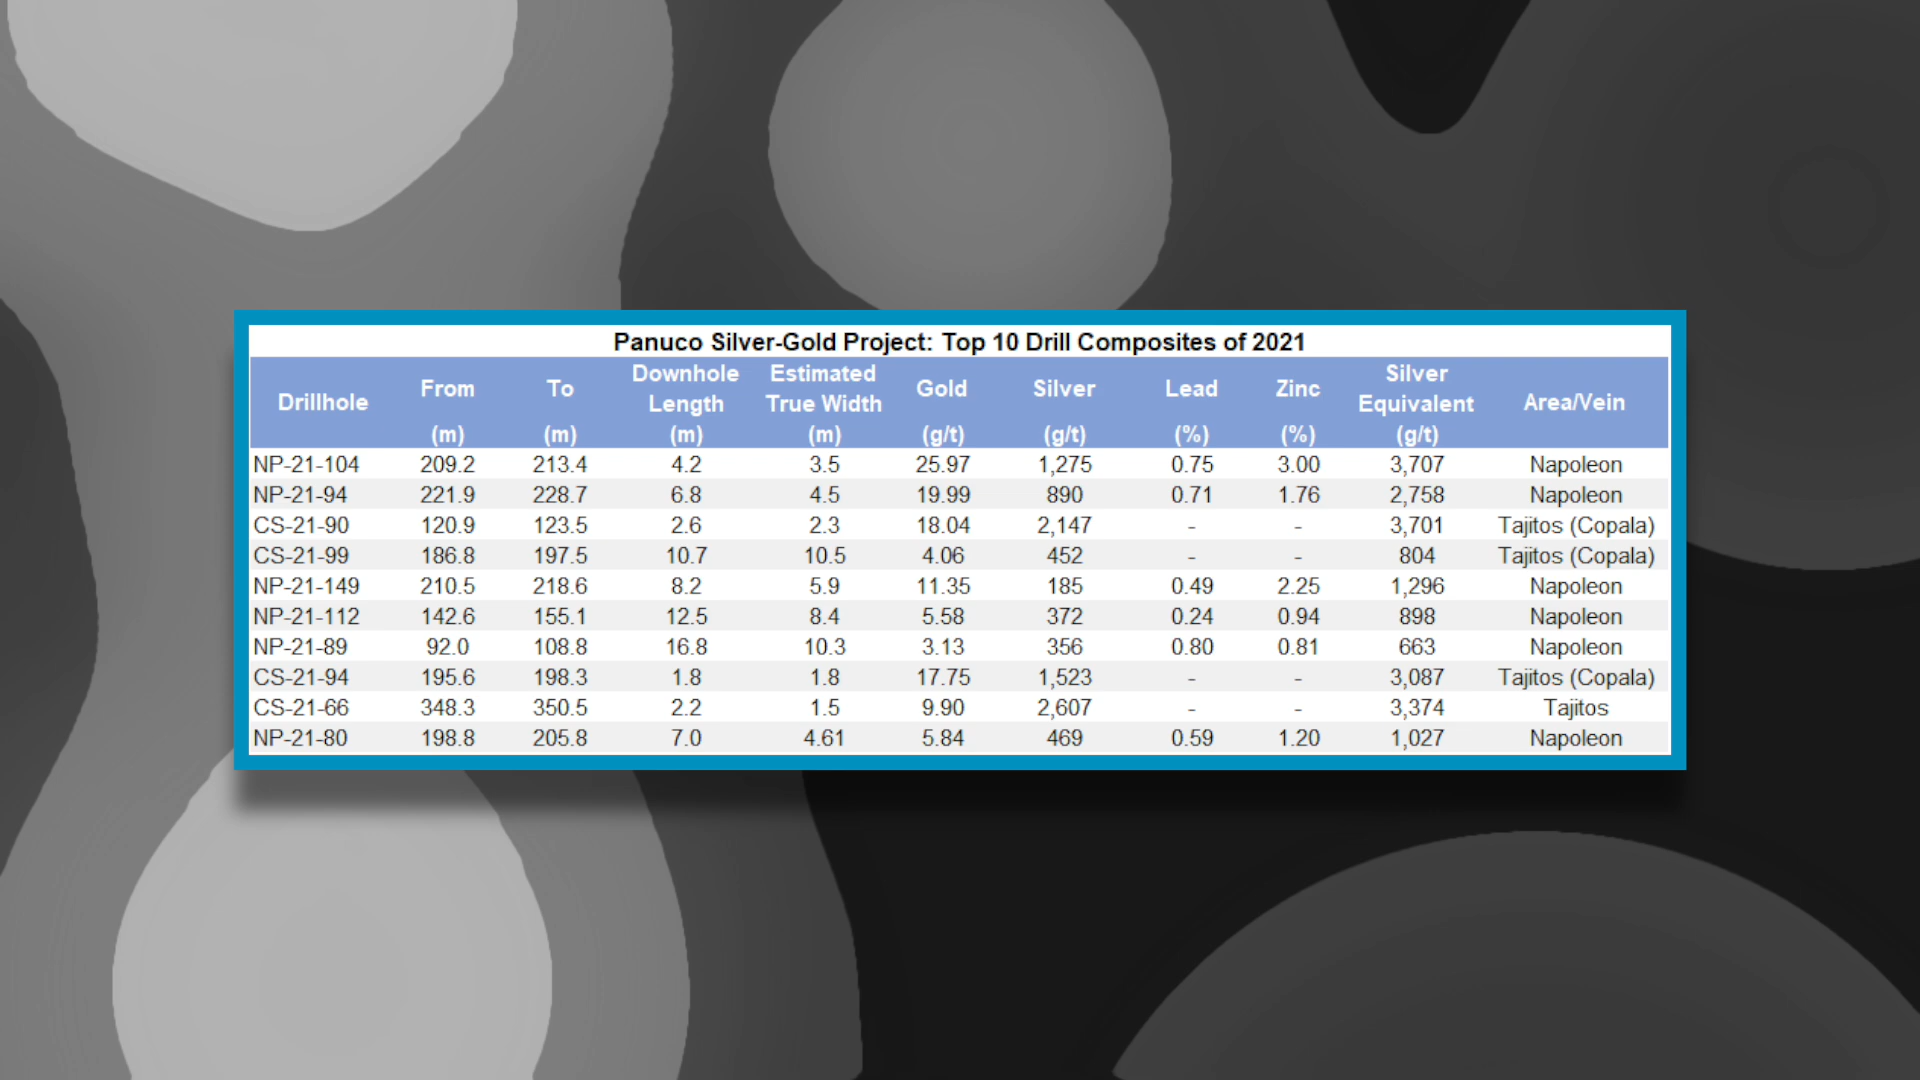 Panuco Silver-Gold Project: Top 10 Drill Composites of 2021
Drillhole From (m) To (m) Downhole Length (m) Estimated True Width (m) Gold (g/t) Silver (g/t) Lead (%) Zinc (%) Silver Equivalent (g/t) Area/Vein
NP-21-104 209.2 213.4 4.2 3.5 25.97 1,275 0.75 3.00 3,707 Napoleon
NP-21-94 221.9 228.7 6.8 4.5 19.99 890 0.71 1.76 2,758 Napoleon
CS-21-90 120.9 123.5 2.6 2.3 18.04 2,147 - - 3,701 Tajitos (Copala)
CS-21-99 186.8 197.5 10.7 10.5 4.06 452 - - 804 Tajitos (Copala)
NP-21-149 210.5 218.6 8.2 5.9 11.35 185 0.49 2.25 1,296 Napoleon
NP-21-112 142.6 155.1 12.5 8.4 5.58 372 0.24 0.94 898 Napoleon
NP-21-89 92.0 108.8 16.8 10.3 3.13 356 0.80 0.81 663 Napoleon
CS-21-94 195.6 198.3 1.8 1.8 17.75 1,523 - - 3,087 Tajitos (Copala)
CS-21-66 348.3 350.5 2.2 1.5 9.90 2,607 - - 3,374 Tajitos
NP-21-80 198.8 205.8 7.0 4.61 5.84 469 0.59 1.20 1,027 Napoleon